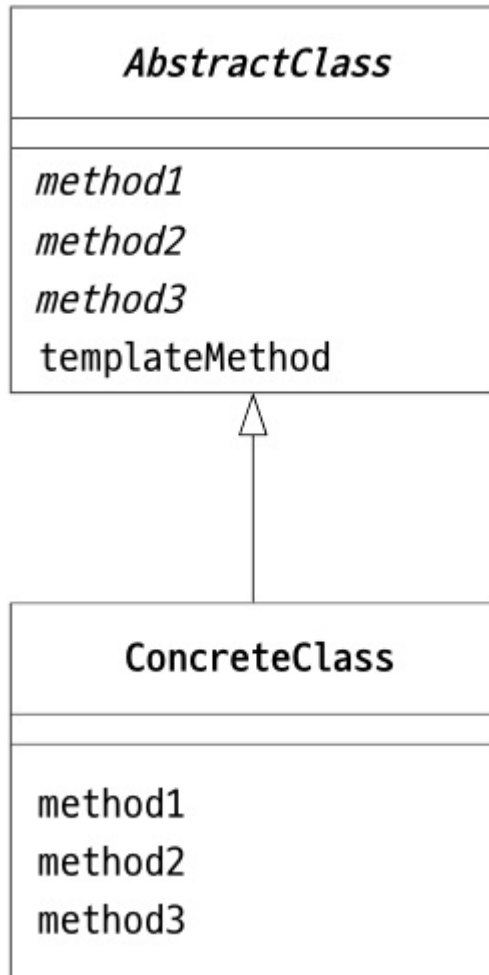 AbstractClass
method1
method2
method3
templateMethod
ConcreteClass
method1
method2
method3